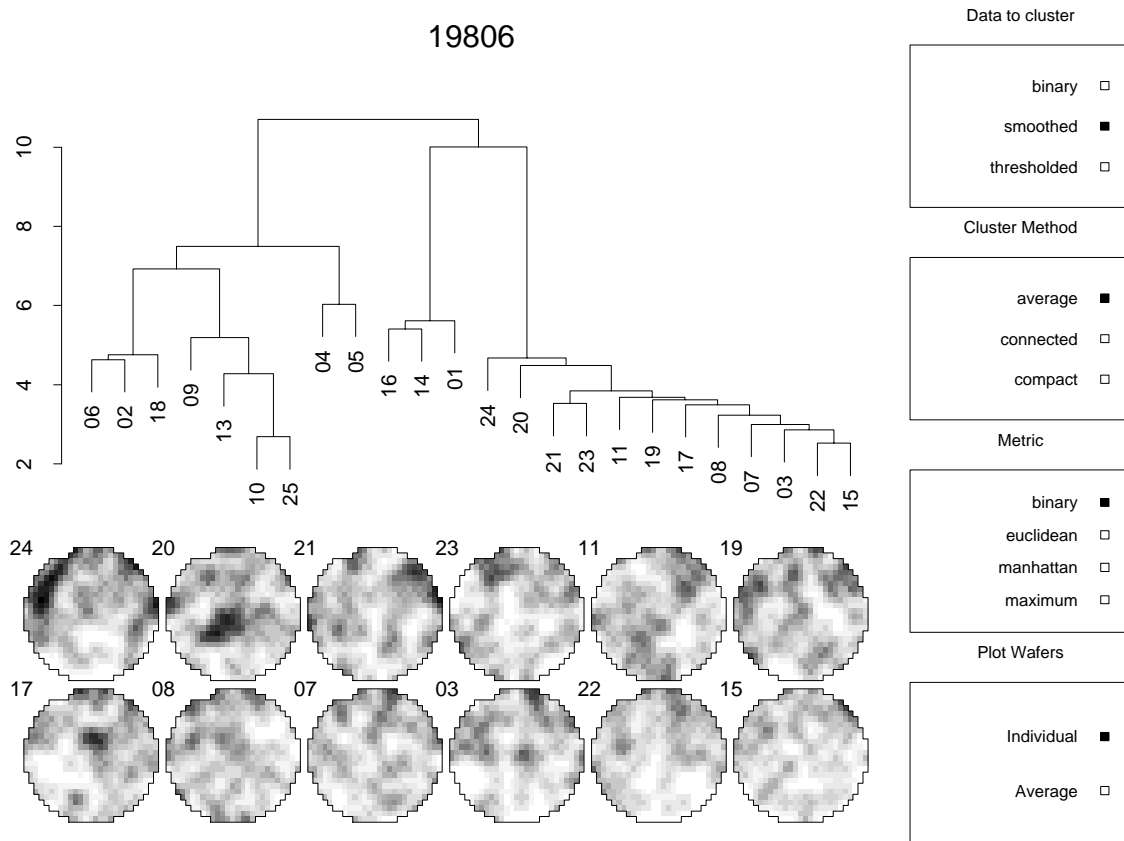 19806
10
8
6
4
2
06
02
18
09
13
10
25
04
05
16
14
01
24
20
21
23
11
19
17
08
07
03
22
15
24
20
21
23
11
19
17
08
07
03
22
15
Data to cluster
binary
smoothed
thresholded
Cluster Method
average
connected
compact
Metric
binary
euclidean
manhattan
maximum
Plot Wafers
Individual
Average